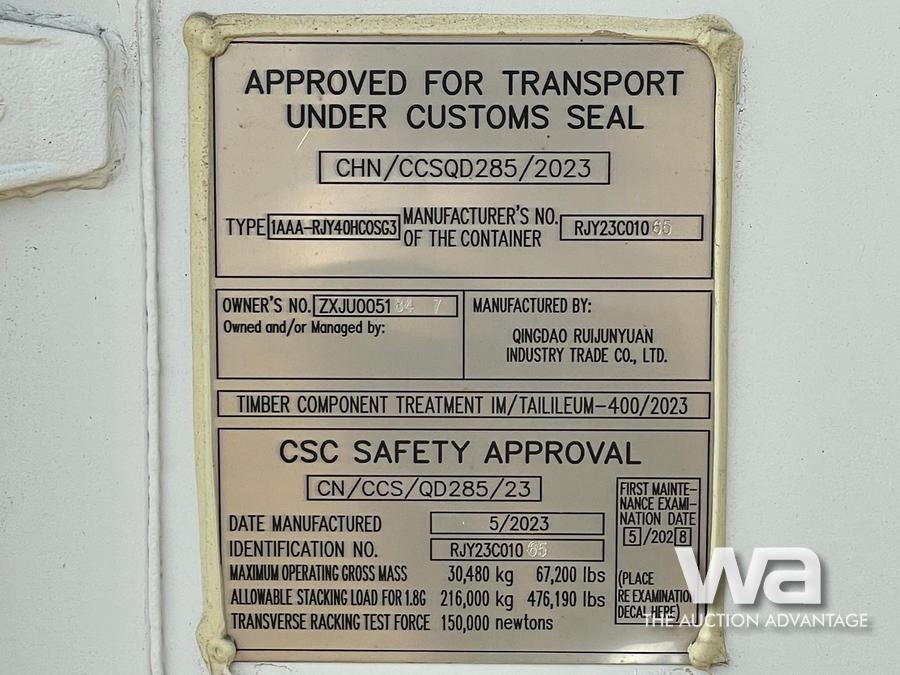 APPROVED FOR TRANSPORT
UNDER CUSTOMS SEAL
CHN/CCSQD285/2023
TYPE 1AAA-RJY40HC0SG3 MANUFACTURER'S NO. OF THE CONTAINER RJY23C01065
OWNER'S NO. ZXJU005184 7
Owned and/or Managed by:
MANUFACTURED BY:
QINGDAO RUIJUNYUAN
INDUSTRY TRADE CO., LTD.
TIMBER COMPONENT TREATMENT IM/TAILILEUM-400/2023
CSC SAFETY APPROVAL
CN/CCS/QD285/23
DATE MANUFACTURED 5/2023
IDENTIFICATION NO. RJY23C01065
MAXIMUM OPERATING GROSS MASS 30,480 kg 67,200 lbs
ALLOWABLE STACKING LOAD FOR 1.8G 216,000 kg 476,190 lbs
TRANSVERSE RACKING TEST FORCE 150,000 newtons
FIRST MAINTE-
NANCE EXAMI-
NATION DATE
5/2028
(PLACE
RE EXAMINATION
DECAL HERE)
wa
THE AUCTION ADVANTAGE